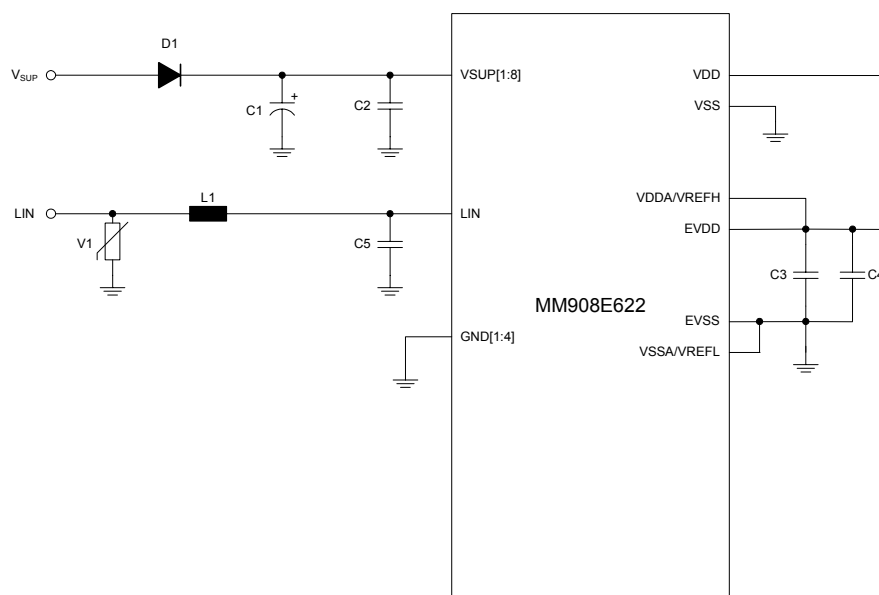 D1
VSUP
VSUP[1:8]
VDD
+
C1
C2
VSS
L1
VDDA/VREFH
LIN
LIN
EVDD
V1
C5
C3
C4
MM908E622
EVSS
GND[1:4]
VSSA/VREFL